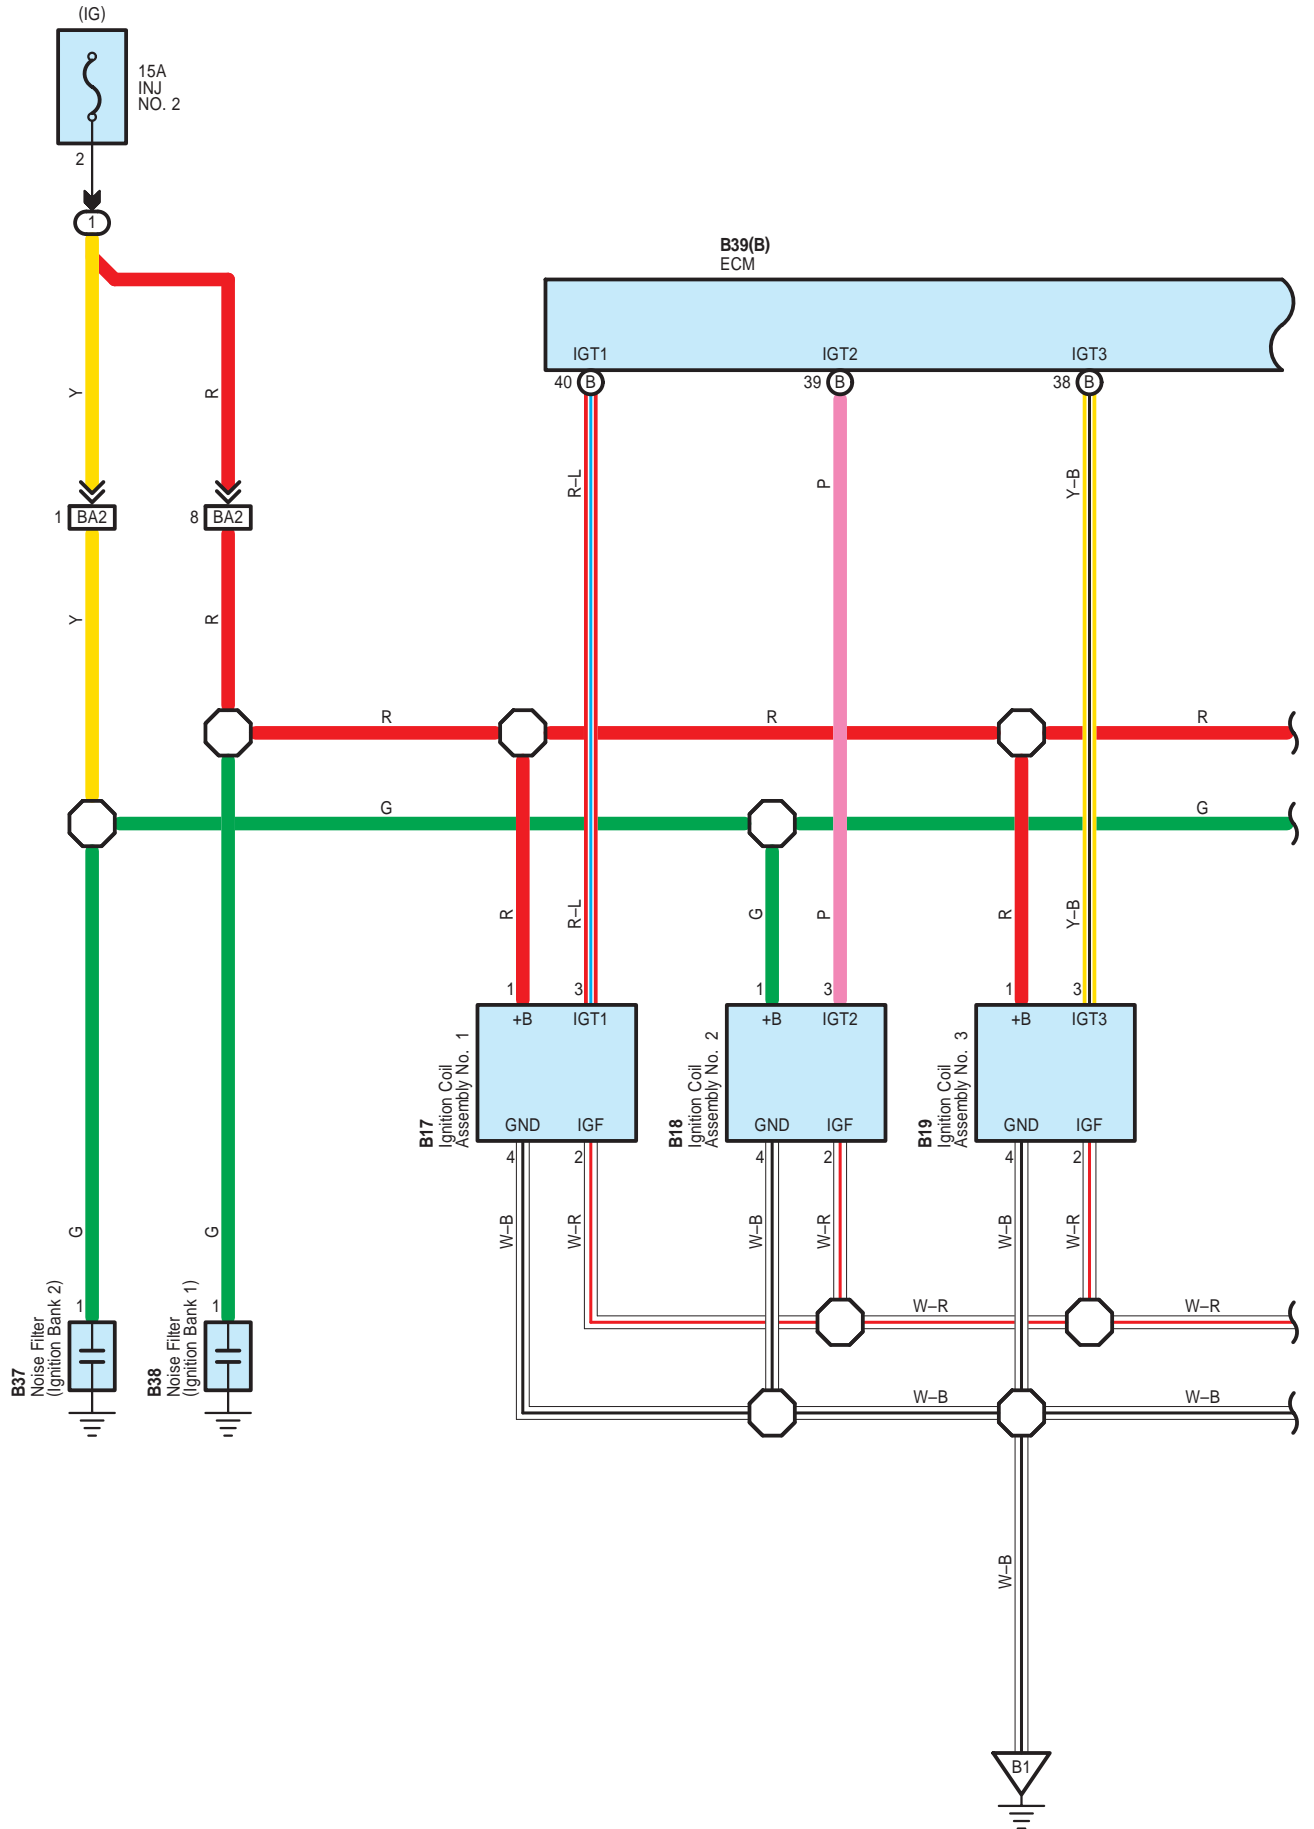 (IG)
15A
INJ
NO. 2
2
1
B39(B)
ECM
IGT1
IGT2
IGT3
40
B
39
B
38
B
Y
R
R–L
P
Y–B
1
BA2
8
BA2
Y
R
R
R
R
G
G
R
R–L
G
P
R
Y–B
1
3
1
3
1
3
+B
IGT1
+B
IGT2
+B
IGT3
B17
Ignition Coil
Assembly No. 1
B18
Ignition Coil
Assembly No. 2
B19
Ignition Coil
Assembly No. 3
GND
IGF
GND
IGF
GND
IGF
4
2
4
2
4
2
W–B
W–R
W–B
W–R
W–B
W–R
G
G
1
1
B37
Noise Filter
(Ignition Bank 2)
B38
Noise Filter
(Ignition Bank 1)
W–R
W–R
W–B
W–B
W–B
B1